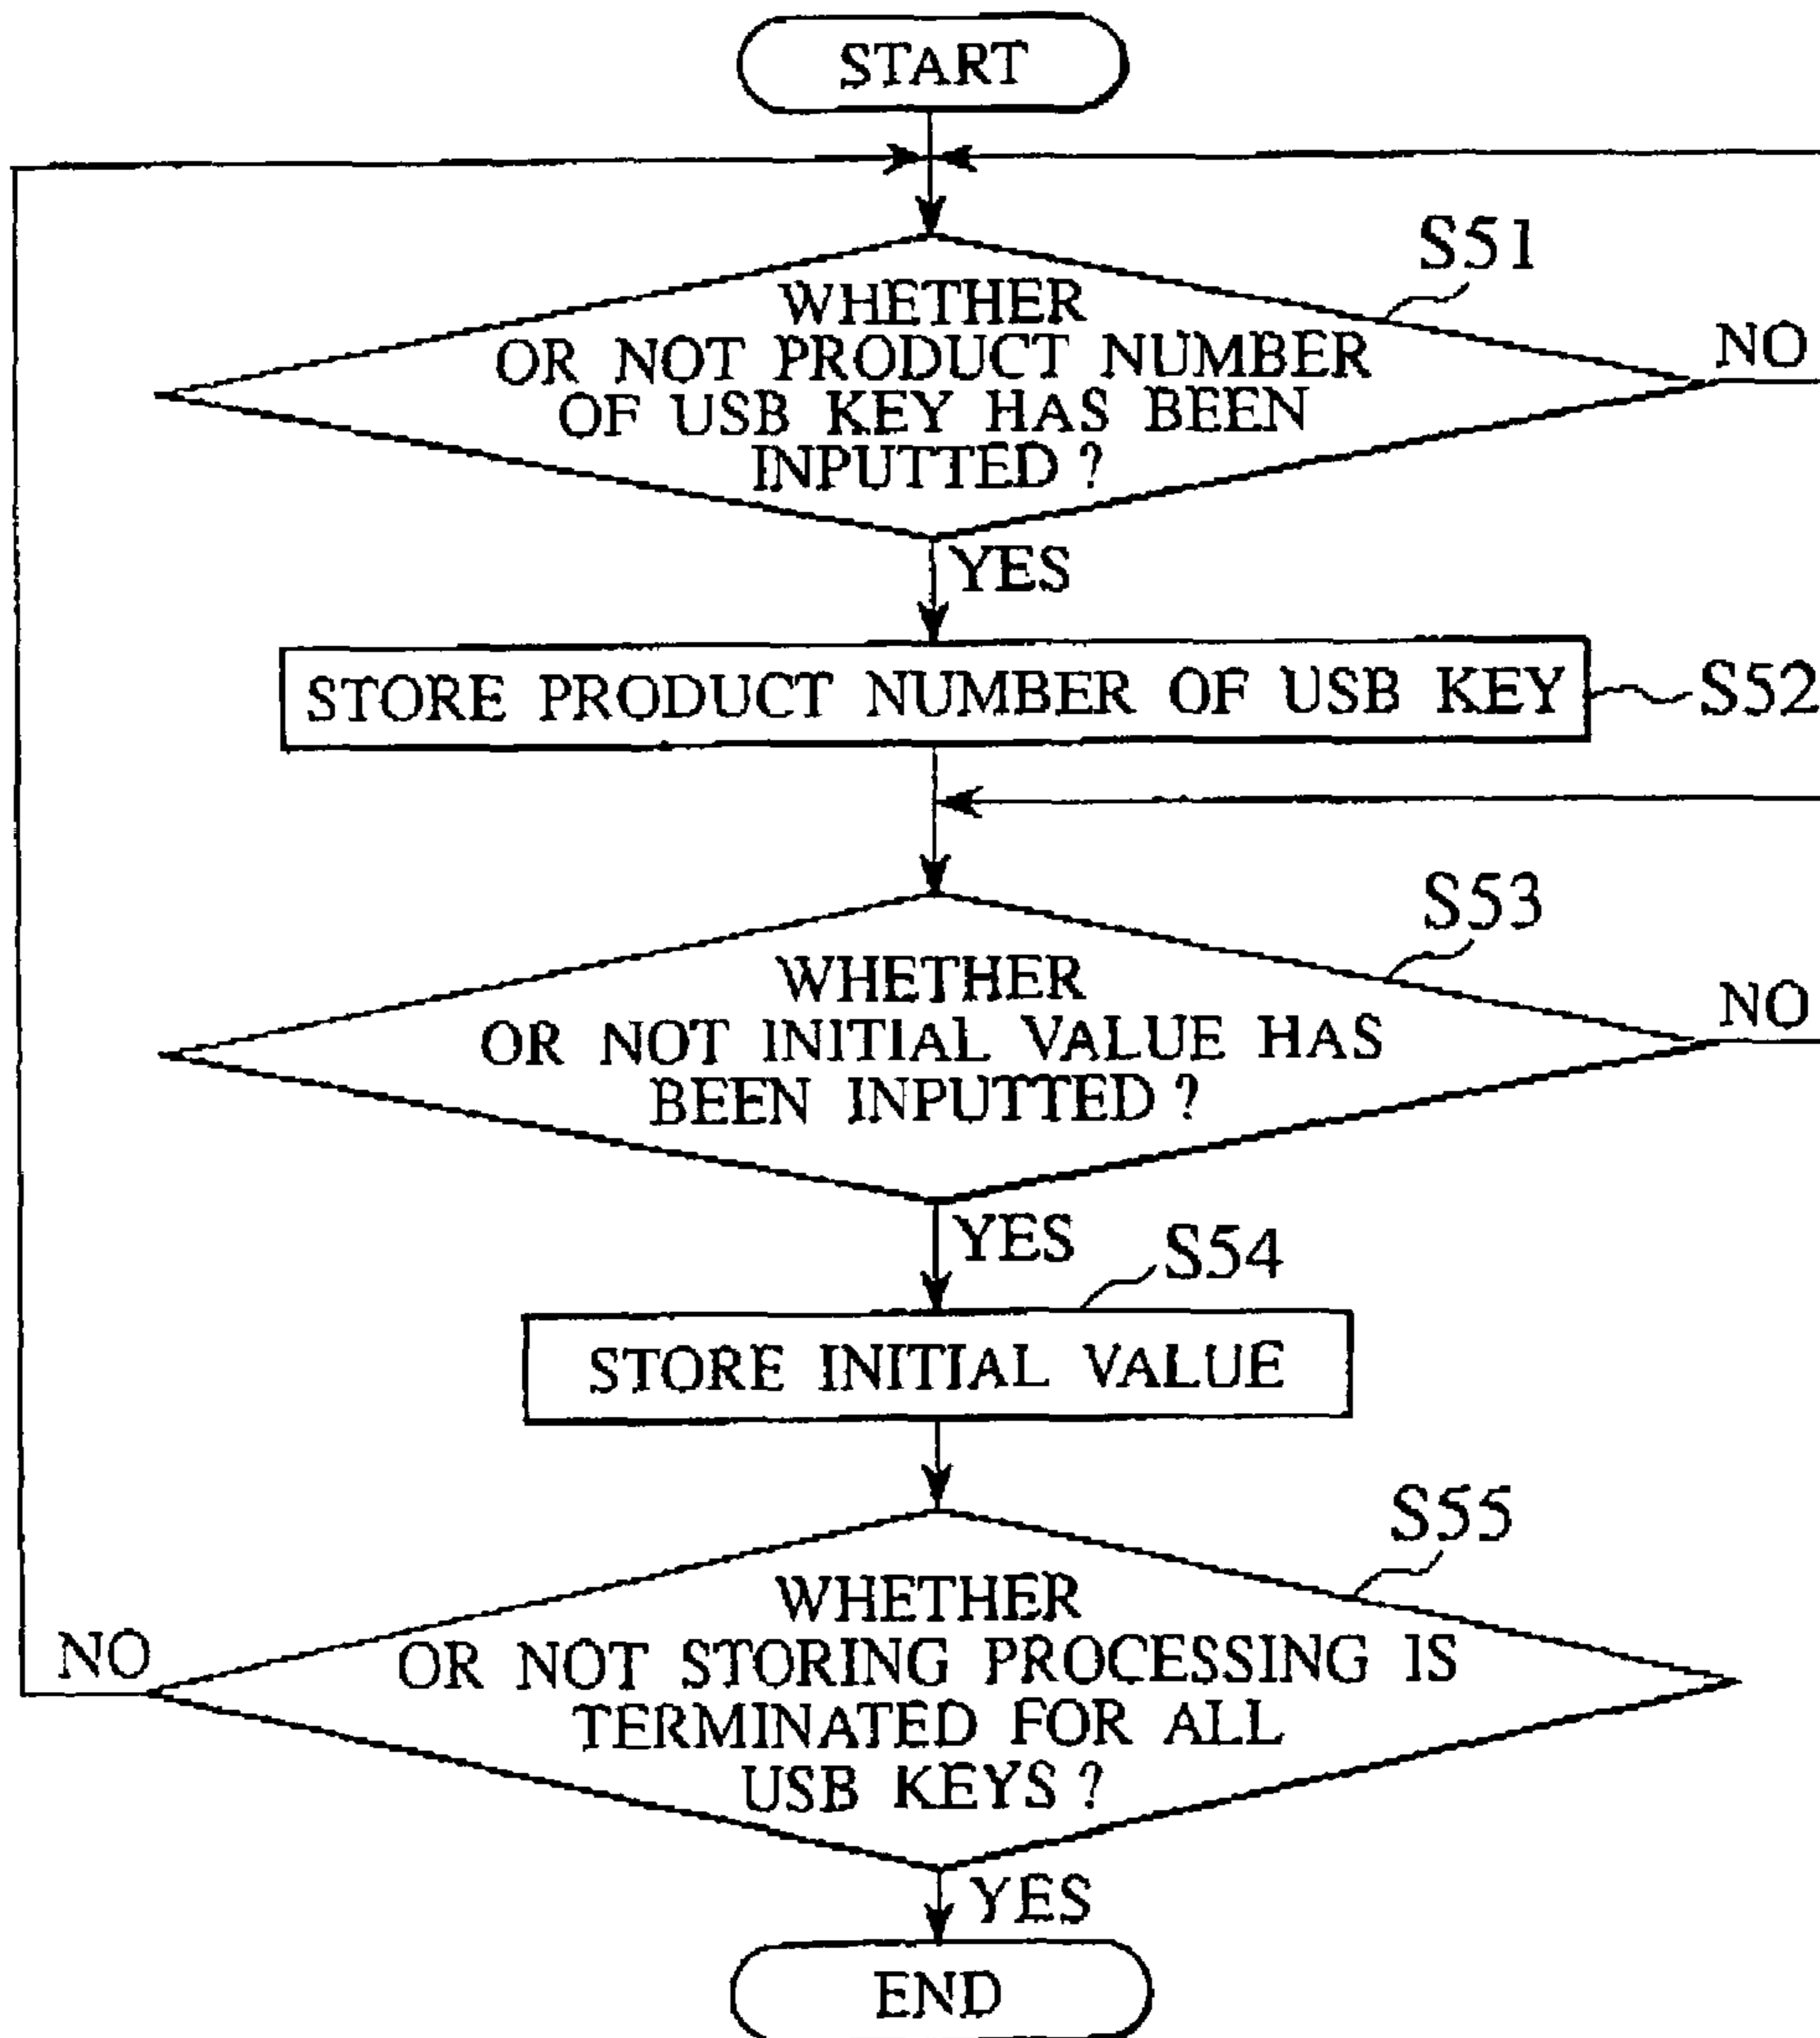 START
S51
WHETHER
OR NOT PRODUCT NUMBER
OF USB KEY HAS BEEN
INPUTTED ?
NO
YES
STORE PRODUCT NUMBER OF USB KEY
S52
S53
WHETHER
OR NOT INITIAL VALUE HAS
BEEN INPUTTED ?
NO
YES
S54
STORE INITIAL VALUE
S55
WHETHER
OR NOT STORING PROCESSING IS
TERMINATED FOR ALL
USB KEYS ?
NO
YES
END